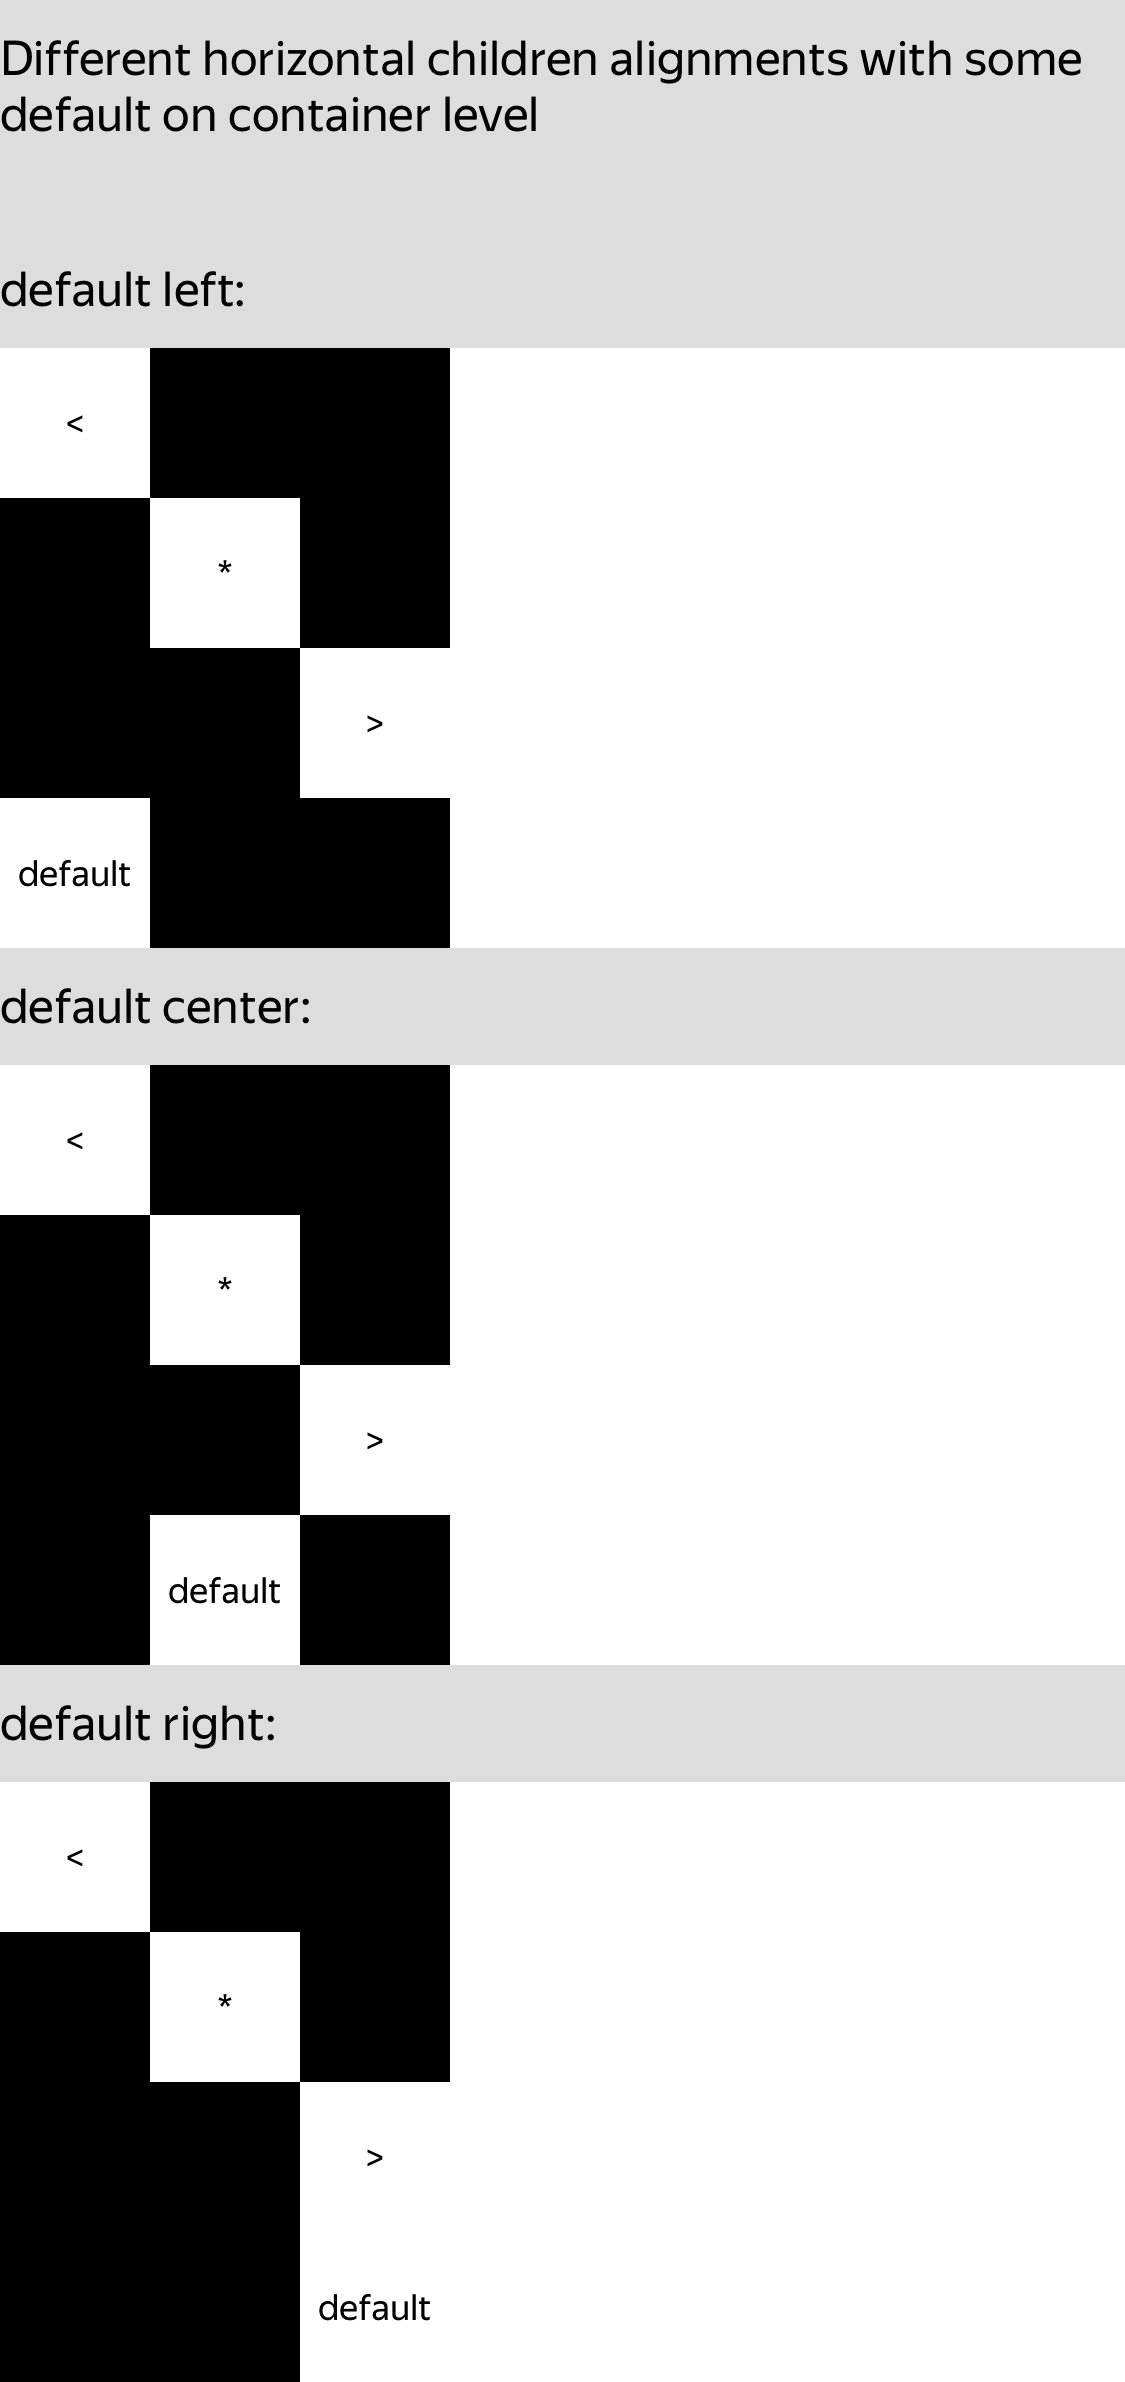 Different horizontal children alignments with some
default on container level
default left:
<
*
>
default
default center:
<
*
>
default
default right:
<
*
>
default